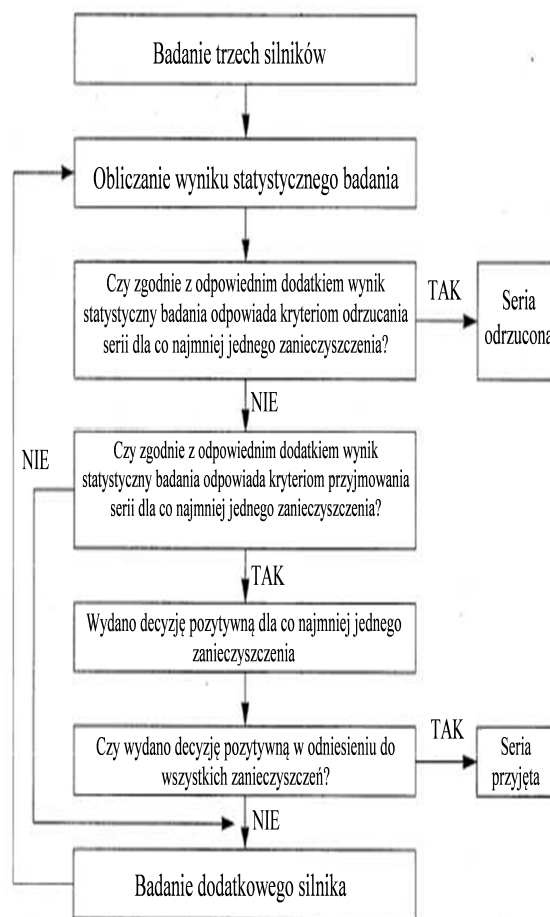 Badanie trzech silników
Obliczanie wyniku statystycznego badania
Czy zgodnie z odpowiednim dodatkiem wynik
statystyczny badania odpowiada kryteriom odrzucania
serii dla co najmniej jednego zanieczyszczenia?
TAK
Seria
odrzucona
NIE
Czy zgodnie z odpowiednim dodatkiem wynik
statystyczny badania odpowiada kryteriom przyjmowania
serii dla co najmniej jednego zanieczyszczenia?
NIE
TAK
Wydano decyzję pozytywną dla co najmniej jednego
zanieczyszczenia
Czy wydano decyzję pozytywną w odniesieniu do
wszystkich zanieczyszczeń?
TAK
Seria
przyjęta
NIE
Badanie dodatkowego silnika